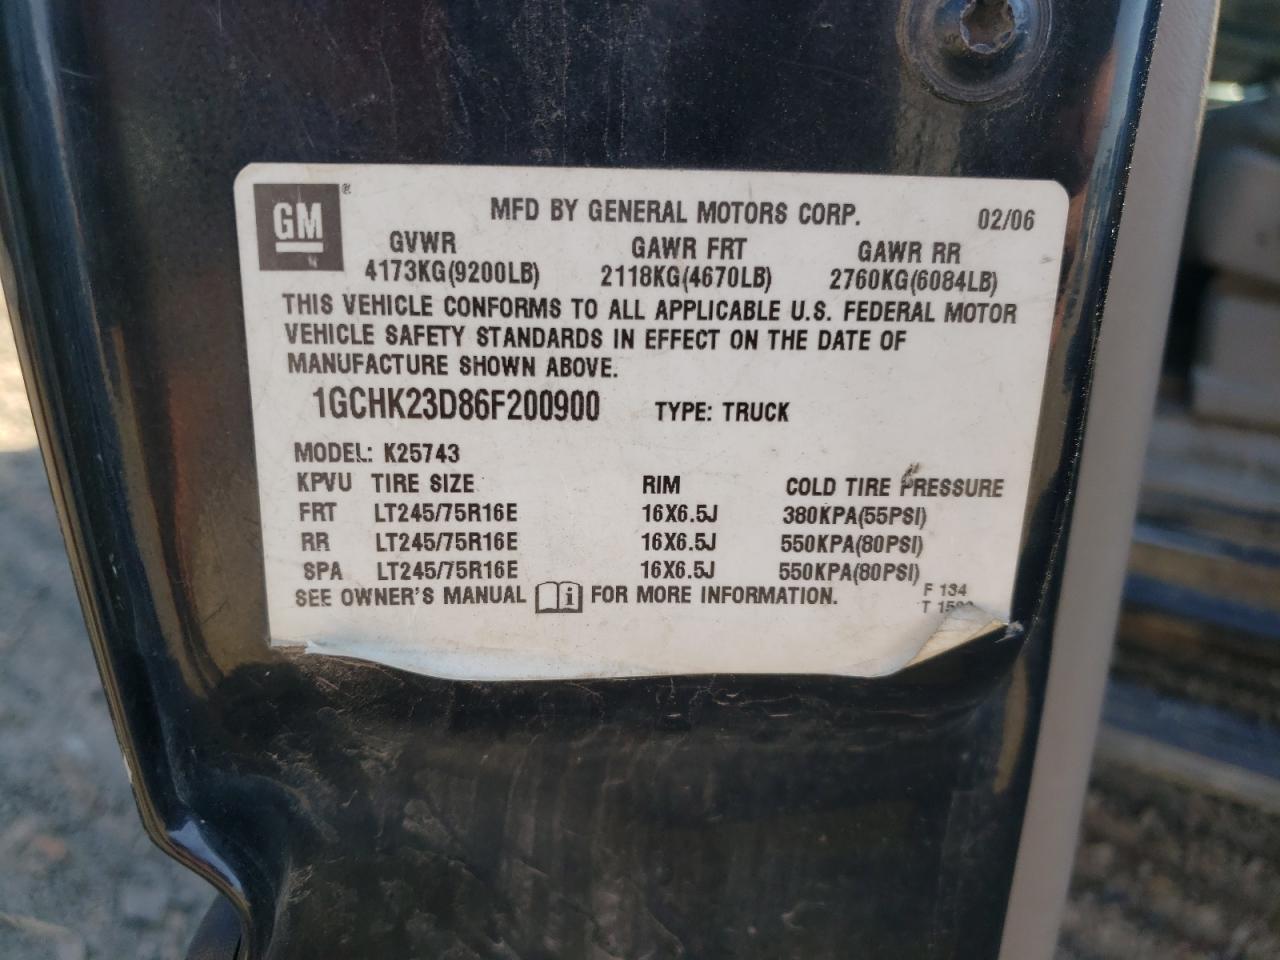 GM ®
MFD BY GENERAL MOTORS CORP. 02/06
GVWR GAWR FRT GAWR RR
4173KG(9200LB) 2118KG(4670LB) 2760KG(6084LB)
THIS VEHICLE CONFORMS TO ALL APPLICABLE U.S. FEDERAL MOTOR
VEHICLE SAFETY STANDARDS IN EFFECT ON THE DATE OF
MANUFACTURE SHOWN ABOVE.
1GCHK23D86F200900 TYPE: TRUCK
MODEL: K25743
KPVU TIRE SIZE RIM COLD TIRE PRESSURE
FRT LT245/75R16E 16X6.5J 380KPA(55PSI)
RR LT245/75R16E 16X6.5J 550KPA(80PSI)
SPA LT245/75R16E 16X6.5J 550KPA(80PSI)
SEE OWNER'S MANUAL i FOR MORE INFORMATION.
F 134
T